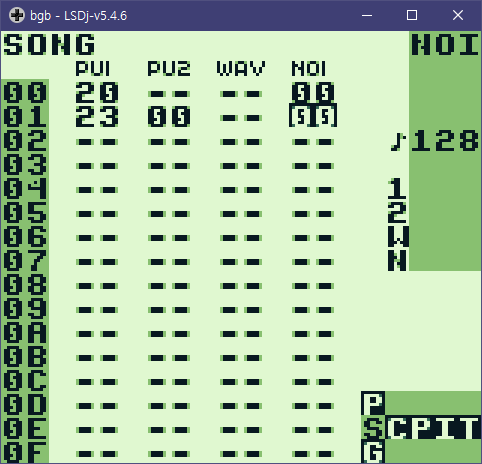 bgb - LSDj-v5.4.6
SONG NOI
PU1 PU2 WAV NOI
00 20 -- -- 00
01 23 00 -- 00
02 -- -- -- -- ♪128
03 -- -- -- --
04 -- -- -- -- 1
05 -- -- -- -- 2
06 -- -- -- -- W
07 -- -- -- -- N
08 -- -- -- --
09 -- -- -- --
0A -- -- -- --
0B -- -- -- --
0C -- -- -- --
0D -- -- -- -- P
0E -- -- -- -- SCPIT
0F -- -- -- -- G